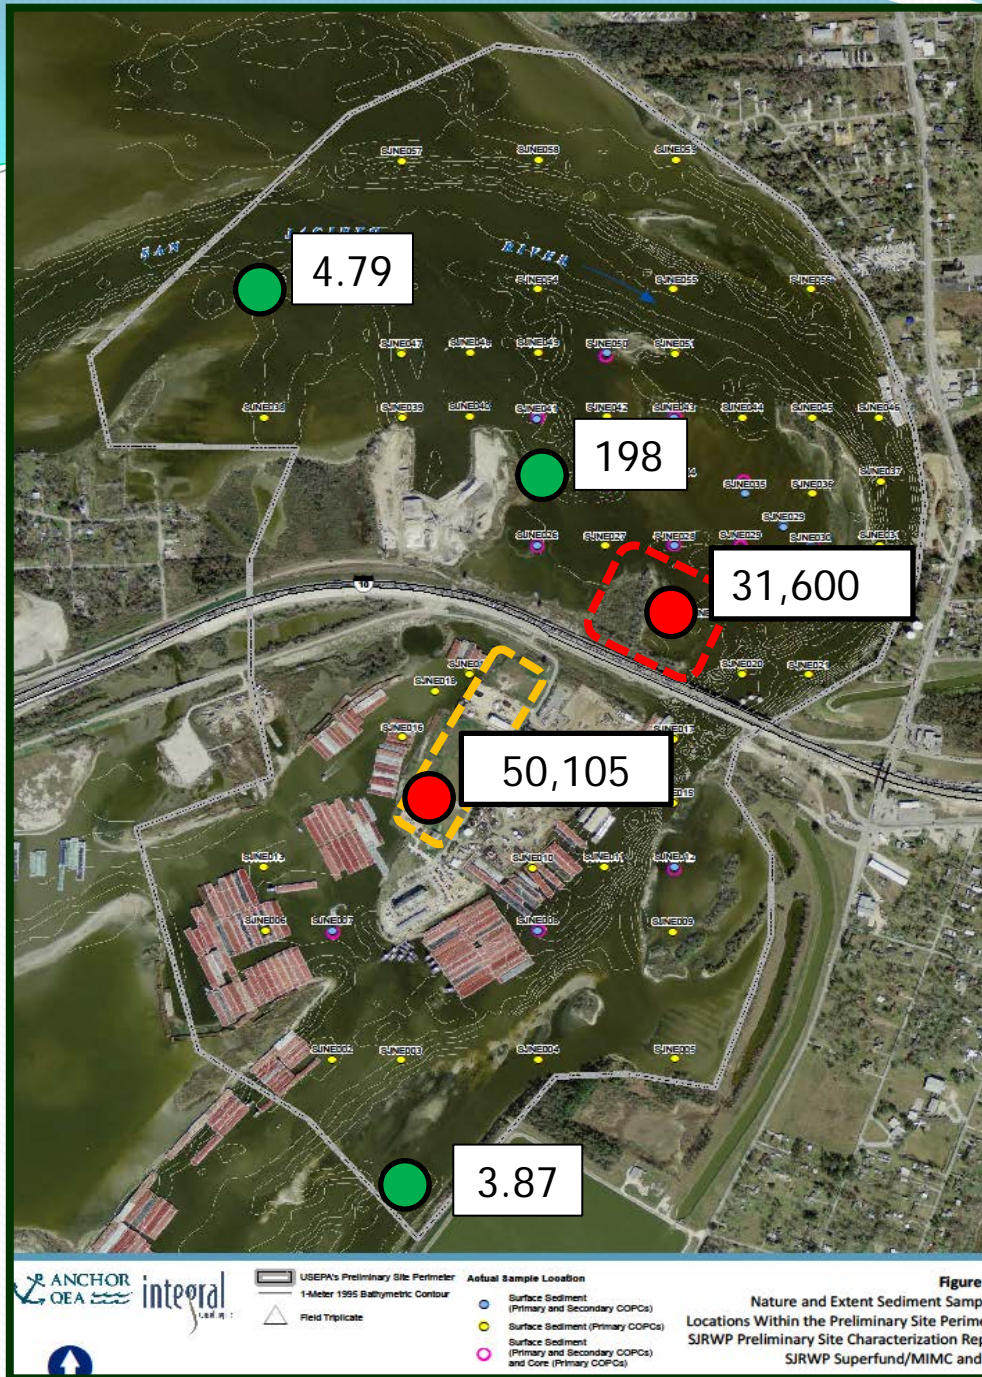 SJNE057
SJNE058
SJNE055
SAN
JACINTO
RIVER
4.79
SJNE054
SJNE055
SJNE056
SJNE047
SJNE048
SJNE049
SJNE050
SJNE051
SJNE038
SJNE039
SJNE040
SJNE041
SJNE042
SJNE043
SJNE044
SJNE045
SJNE046
198
SJNE035
SJNE036
SJNE037
SJNE029
SJNE026
SJNE027
SJNE028
SJNE030
SJNE031
10
31,600
SJNE018
SJNE020
SJNE021
SJNE016
SJNE017
50,105
SJNE013
SJNE010
SJNE011
SJNE012
SJNE006
SJNE007
SJNE008
SJNE009
SJNE002
SJNE003
SJNE004
SJNE005
3.87
ANCHOR
QEA
integral
USEPA's Preliminary Site Perimeter
1-Meter 1995 Bathymetric Contour
Field Triplicate
Actual Sample Location
Surface Sediment
(Primary and Secondary COPCs)
Surface Sediment (Primary COPCs)
Surface Sediment
(Primary and Secondary COPCs)
and Core (Primary COPCs)
Figure
Nature and Extent Sediment Samp
Locations Within the Preliminary Site Perime
SJRWP Preliminary Site Characterization Rep
SJRWP Superfund/MIMC and